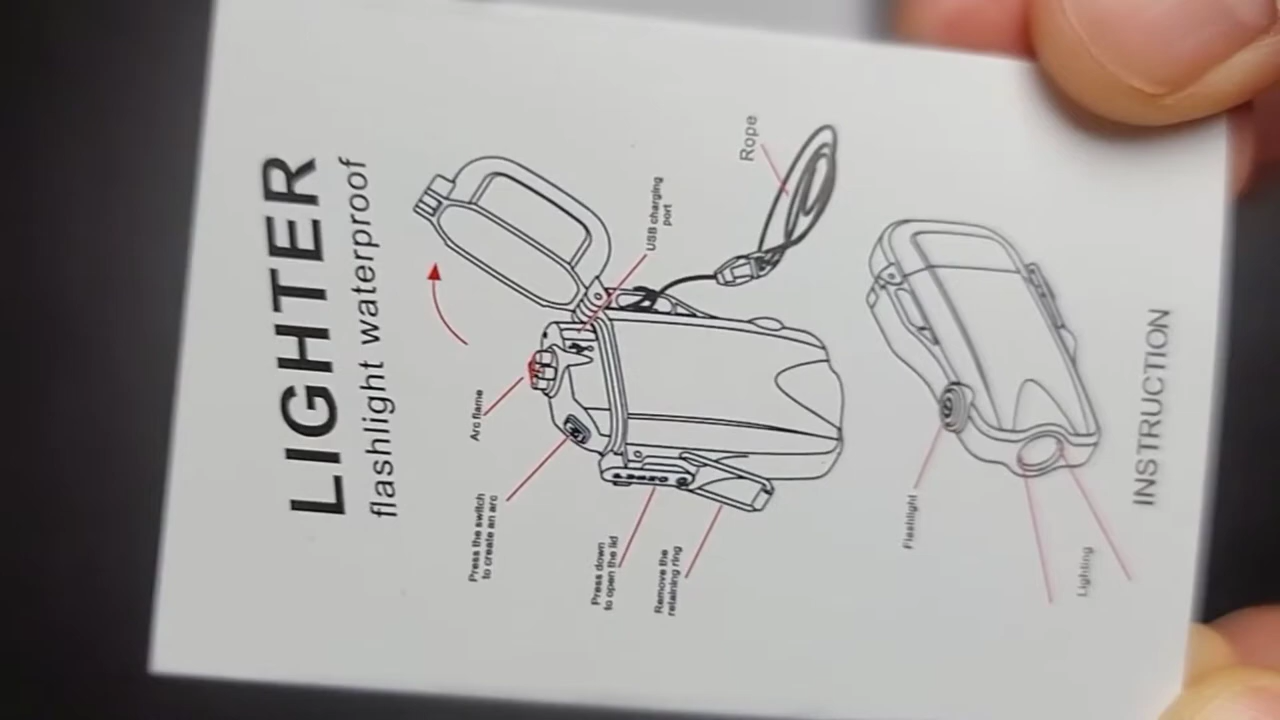 LIGHTER
flashlight waterproof
Rope
USB charging
port
Arc flame
Press the switch
to create an arc
Press down
to open the lid
Remove the
retaining ring
Flashlight
Lighting
INSTRUCTION